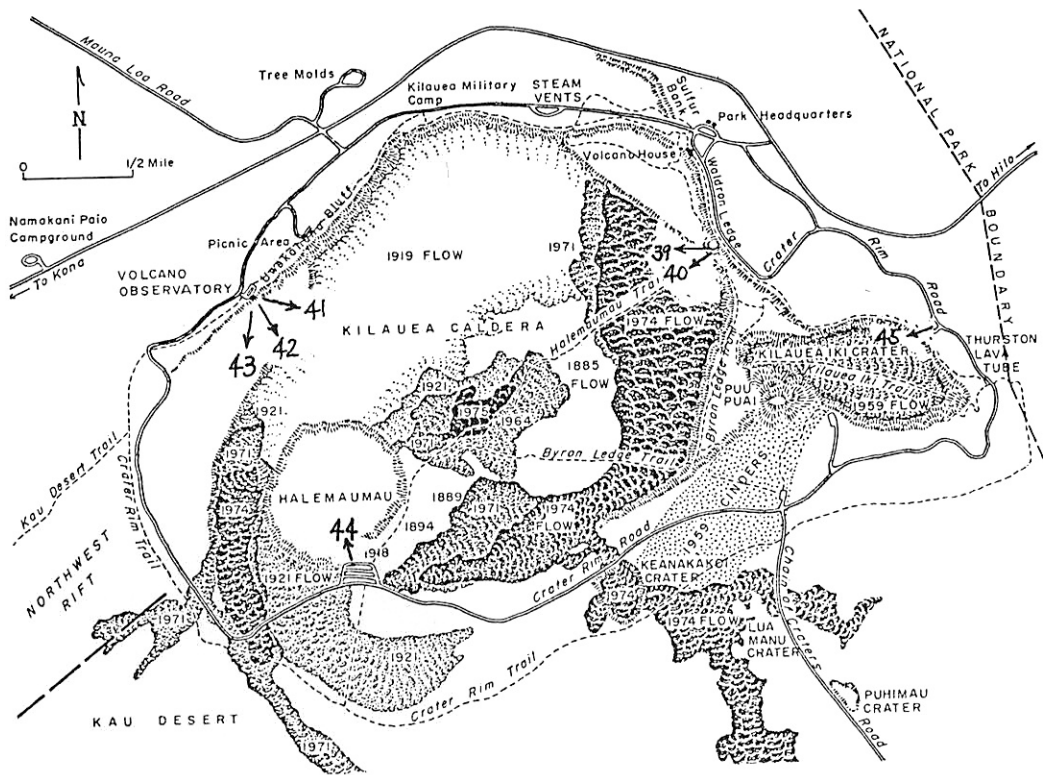 Mauna Loa Road
Tree Molds
Kilauea Military
Camp
STEAM
VENTS
Sulfur
Bank
Park Headquarters
NATIONAL PARK
BOUNDARY
N
0
1/2 Mile
Volcano House
Waldron Ledge
To Hilo
Namakani Paio
Campground
To Kona
Picnic Area
Uwekahuna Bluff
1919 FLOW
1971
39
40
Crater Rim Road
VOLCANO
OBSERVATORY
41
42
43
KILAUEA CALDERA
Halemaumau Trail
1974 FLOW
1885
FLOW
45
THURSTON
LAVA
TUBE
KILAUEA IKI CRATER
Kilauea Iki Trail
1959 FLOW
PUU
PUAI
Byron Ledge Trail
1921
1921
1975
1971
Byron Ledge Trail
Kau Desert Trail
Crater Rim Trail
1971
1974
HALEMAUMAU
1889
1894
1971
1974
FLOW
CINDERS
1959
44
1918
1921 FLOW
Crater Rim Road
KEANAKAKOI
CRATER
1974
1974 FLOW
Chain of Craters
Road
LUA
MANU
CRATER
NORTHWEST
RIFT
1971
1921
Crater Rim Trail
PUHIMAU
CRATER
KAU DESERT
1971